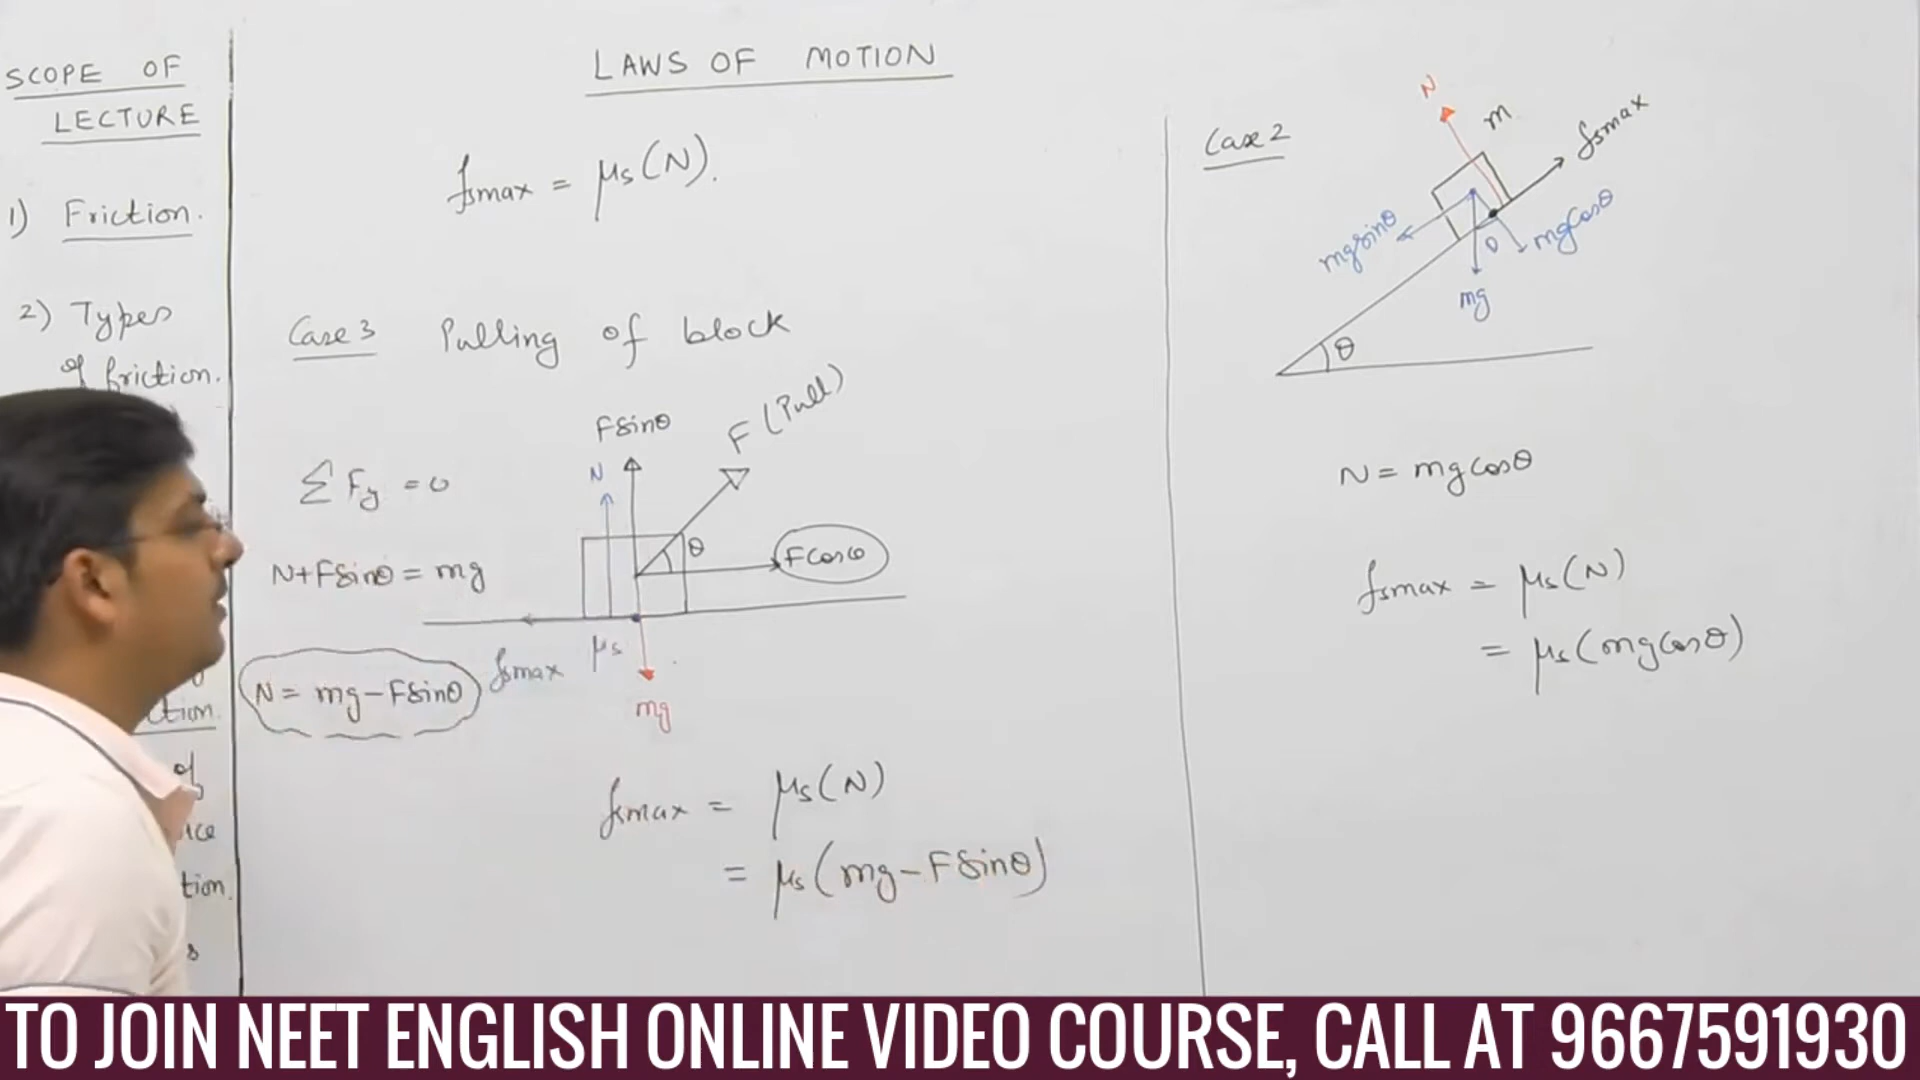 SCOPE OF
LECTURE
1) Friction.
2) Types
of friction.
ction.
of
tion.
s
LAWS OF MOTION
fsmax = μs(N).
Case 3 Pulling of block
Fsinθ
F (Pull)
N
θ
Fcosθ
ΣFy = 0
N+Fsinθ = mg
N = mg-Fsinθ
fsmax
μs
mg
fsmax = μs(N)
= μs(mg-Fsinθ)
Case 2
N
m
fsmax
mgsinθ
mgcosθ
θ
mg
θ
N = mgcosθ
fsmax = μs(N)
= μs(mgcosθ)
TO JOIN NEET ENGLISH ONLINE VIDEO COURSE, CALL AT 9667591930